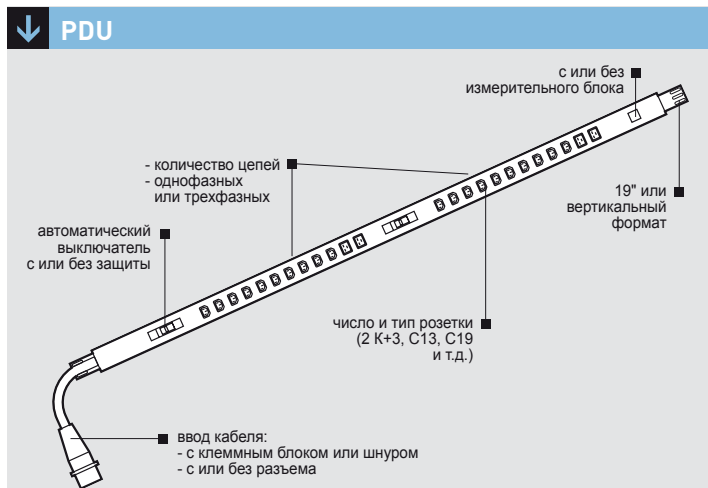 PDU
с или без
измерительного блока
- количество цепей
- однофазных
или трехфазных
19" или
вертикальный
формат
автоматический
выключатель
с или без защиты
число и тип розетки
(2 К+З, С13, С19
и т.д.)
ввод кабеля:
- с клеммным блоком или шнуром
- с или без разъема